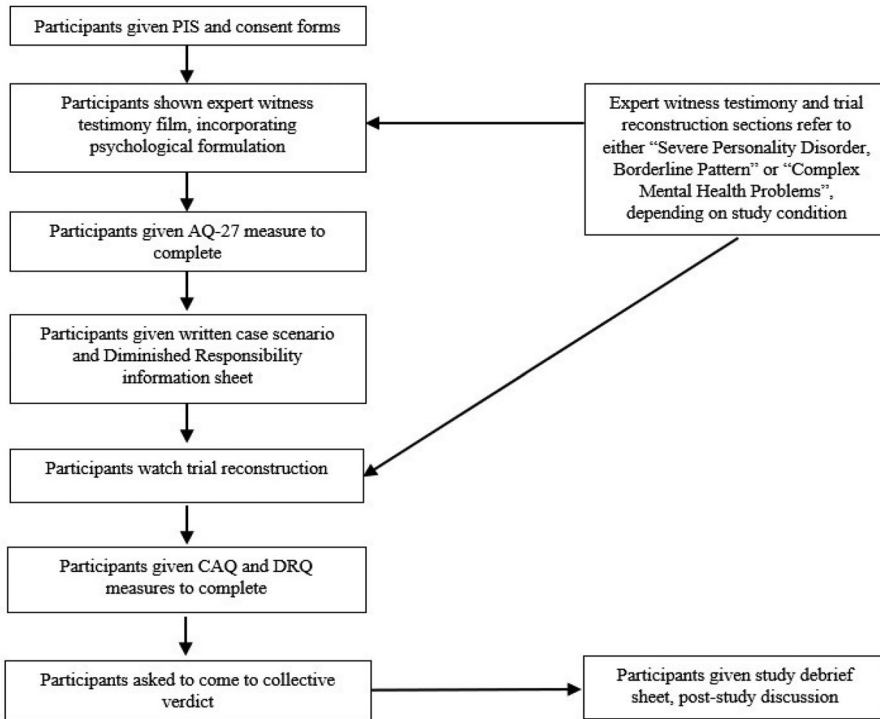 Participants given PIS and consent forms
Participants shown expert witness
testimony film, incorporating
psychological formulation
Expert witness testimony and trial
reconstruction sections refer to
either “Severe Personality Disorder,
Borderline Pattern” or “Complex
Mental Health Problems”,
depending on study condition
Participants given AQ-27 measure to
complete
Participants given written case scenario
and Diminished Responsibility
information sheet
Participants watch trial reconstruction
Participants given CAQ and DRQ
measures to complete
Participants asked to come to collective
verdict
Participants given study debrief
sheet, post-study discussion